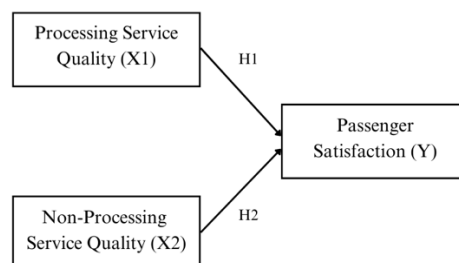 Processing Service
Quality (X1)
H1
Passenger
Satisfaction (Y)
Non-Processing
Service Quality (X2)
H2